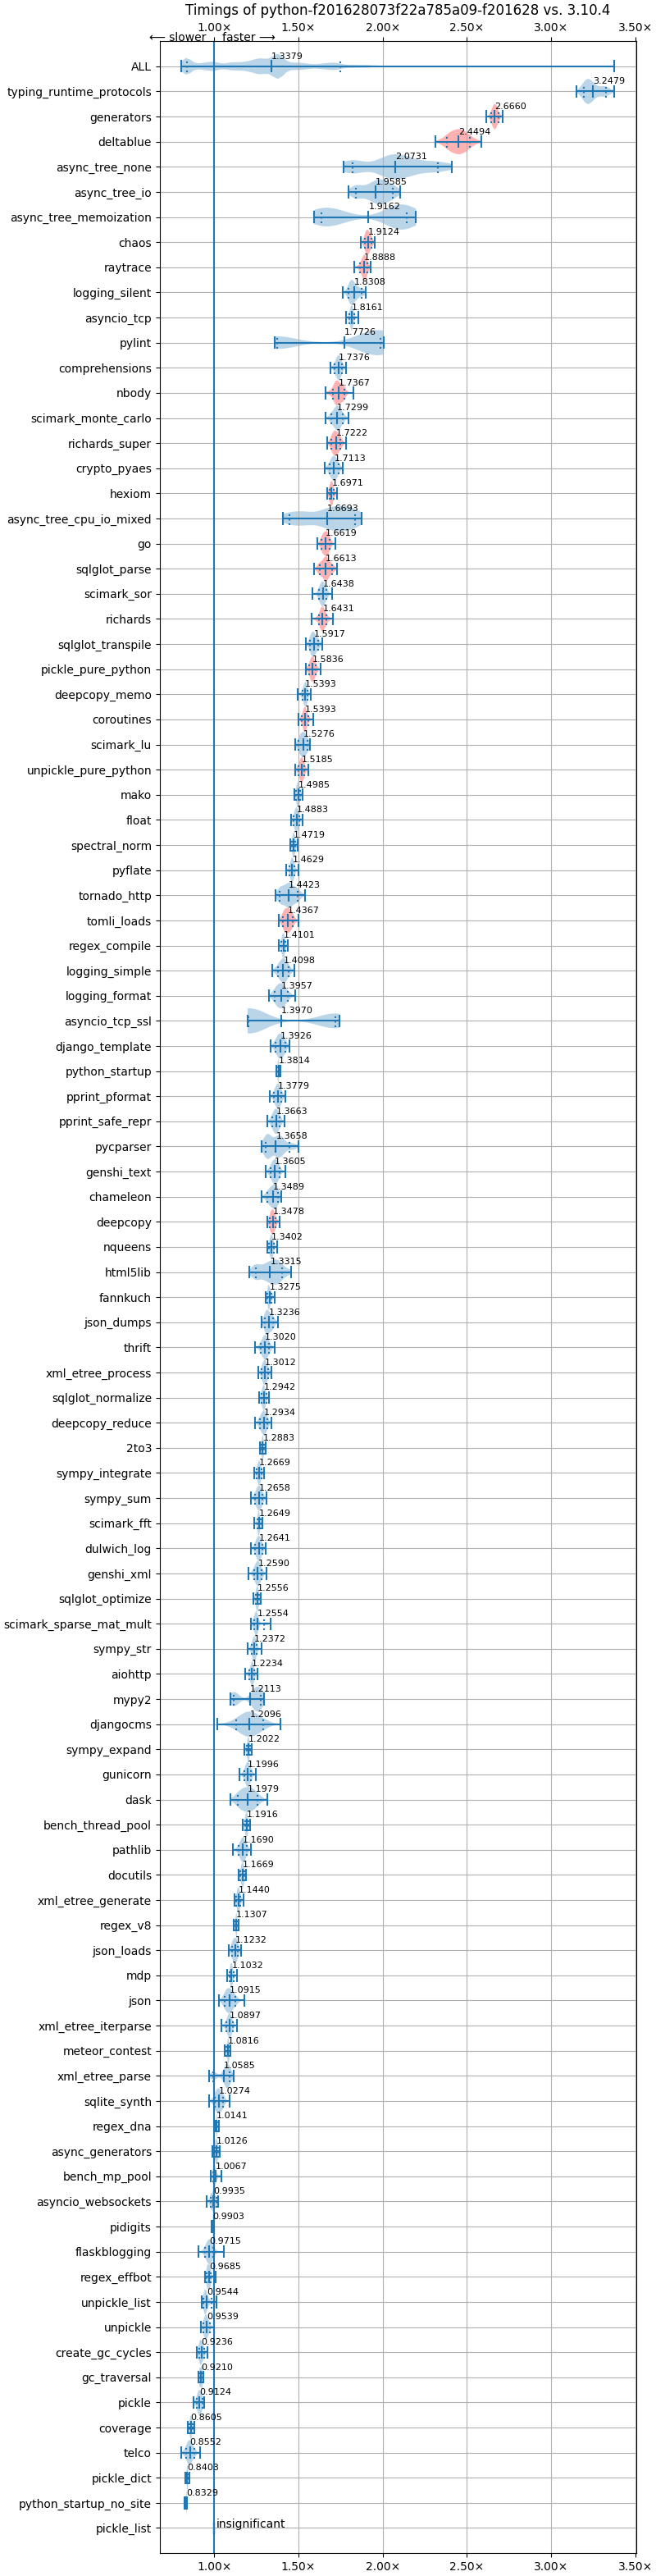 Timings of python-f201628073f22a785a09-f201628 vs. 3.10.4
1.00× 1.50× 2.00× 2.50× 3.00× 3.50×
⟵ slower faster ⟶
ALL 1.3379
typing_runtime_protocols 3.2479
generators 2.6660
deltablue 2.4494
async_tree_none 2.0731
async_tree_io 1.9585
async_tree_memoization 1.9162
chaos 1.9124
raytrace 1.8888
logging_silent 1.8308
asyncio_tcp 1.8161
pylint 1.7726
comprehensions 1.7376
nbody 1.7367
scimark_monte_carlo 1.7299
richards_super 1.7222
crypto_pyaes 1.7113
hexiom 1.6971
async_tree_cpu_io_mixed 1.6693
go 1.6619
sqlglot_parse 1.6613
scimark_sor 1.6438
richards 1.6431
sqlglot_transpile 1.5917
pickle_pure_python 1.5836
deepcopy_memo 1.5393
coroutines 1.5393
scimark_lu 1.5276
unpickle_pure_python 1.5185
mako 1.4985
float 1.4883
spectral_norm 1.4719
pyflate 1.4629
tornado_http 1.4423
tomli_loads 1.4367
regex_compile 1.4101
logging_simple 1.4098
logging_format 1.3957
asyncio_tcp_ssl 1.3970
django_template 1.3926
python_startup 1.3814
pprint_pformat 1.3779
pprint_safe_repr 1.3663
pycparser 1.3658
genshi_text 1.3605
chameleon 1.3489
deepcopy 1.3478
nqueens 1.3402
html5lib 1.3315
fannkuch 1.3275
json_dumps 1.3236
thrift 1.3020
xml_etree_process 1.3012
sqlglot_normalize 1.2942
deepcopy_reduce 1.2934
2to3 1.2883
sympy_integrate 1.2669
sympy_sum 1.2658
scimark_fft 1.2649
dulwich_log 1.2641
genshi_xml 1.2590
sqlglot_optimize 1.2556
scimark_sparse_mat_mult 1.2554
sympy_str 1.2372
aiohttp 1.2234
mypy2 1.2113
djangocms 1.2096
sympy_expand 1.2022
gunicorn 1.1996
dask 1.1979
bench_thread_pool 1.1916
pathlib 1.1690
docutils 1.1669
xml_etree_generate 1.1440
regex_v8 1.1307
json_loads 1.1232
mdp 1.1032
json 1.0915
xml_etree_iterparse 1.0897
meteor_contest 1.0816
xml_etree_parse 1.0585
sqlite_synth 1.0274
regex_dna 1.0141
async_generators 1.0126
bench_mp_pool 1.0067
asyncio_websockets 0.9935
pidigits 0.9903
flaskblogging 0.9715
regex_effbot 0.9685
unpickle_list 0.9544
unpickle 0.9539
create_gc_cycles 0.9236
gc_traversal 0.9210
pickle 0.9124
coverage 0.8605
telco 0.8552
pickle_dict 0.8403
python_startup_no_site 0.8329
pickle_list insignificant
1.00× 1.50× 2.00× 2.50× 3.00× 3.50×